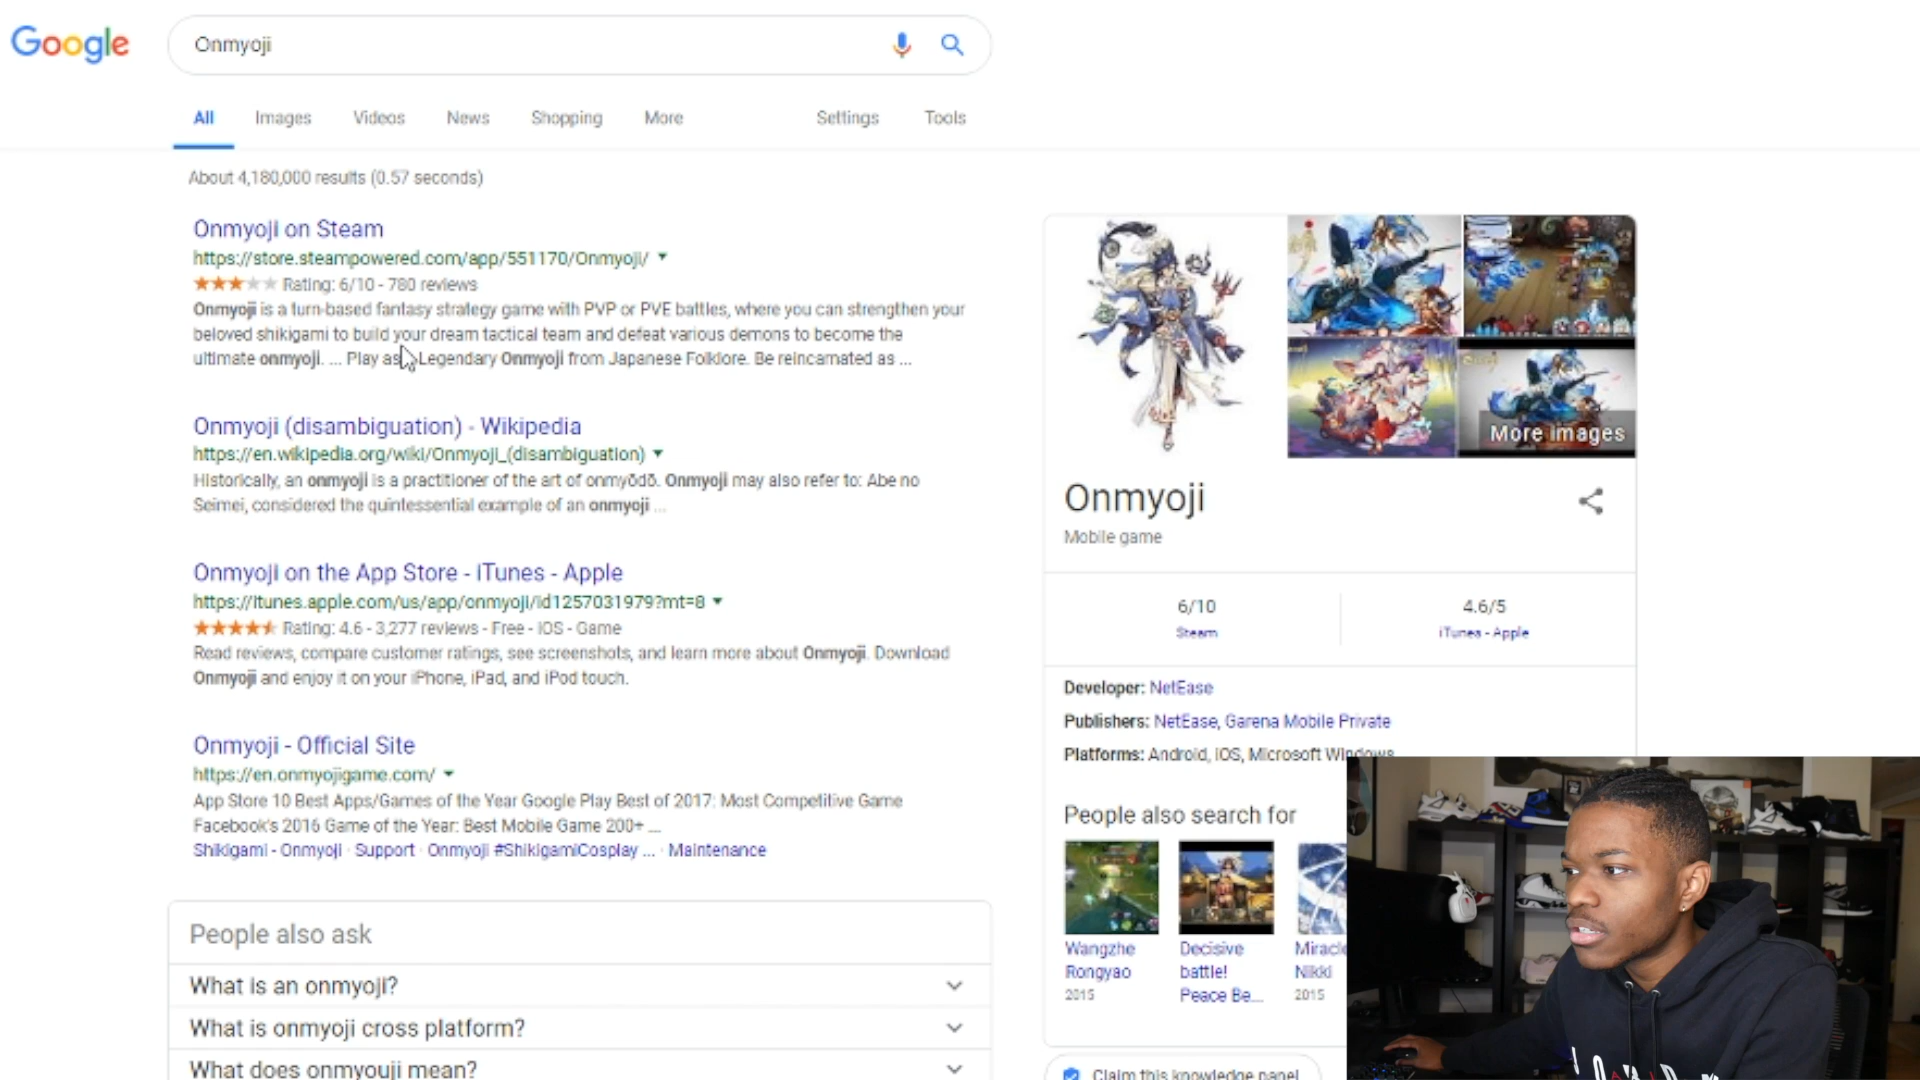 Google
Onmyoji
All Images Videos News Shopping More Settings Tools
About 4,180,000 results (0.57 seconds)
Onmyoji on Steam
https://store.steampowered.com/app/551170/Onmyoji/
Rating: 6/10 - 780 reviews
Onmyoji is a turn-based fantasy strategy game with PVP or PVE battles, where you can strengthen your
beloved shikigami to build your dream tactical team and defeat various demons to become the
ultimate onmyoji. ... Play as Legendary Onmyoji from Japanese Folklore. Be reincarnated as ...
Onmyoji (disambiguation) - Wikipedia
https://en.wikipedia.org/wiki/Onmyoji_(disambiguation)
Historically, an onmyoji is a practitioner of the art of onmyōdō. Onmyoji may also refer to: Abe no
Seimei, considered the quintessential example of an onmyoji ...
Onmyoji on the App Store - iTunes - Apple
https://itunes.apple.com/us/app/onmyoji/id1257031979?mt=8
Rating: 4.6 - 3,277 reviews - Free - iOS - Game
Read reviews, compare customer ratings, see screenshots, and learn more about Onmyoji. Download
Onmyoji and enjoy it on your iPhone, iPad, and iPod touch.
Onmyoji - Official Site
https://en.onmyojigame.com/
App Store 10 Best Apps/Games of the Year Google Play Best of 2017: Most Competitive Game
Facebook's 2016 Game of the Year: Best Mobile Game 200+ ...
Shikigami - Onmyoji · Support · Onmyoji #ShikigamiCosplay ... · Maintenance
People also ask
What is an onmyoji?
What is onmyoji cross platform?
What does onmyouji mean?
More images
Onmyoji
Mobile game
6/10 4.6/5
Steam iTunes - Apple
Developer: NetEase
Publishers: NetEase, Garena Mobile Private
Platforms: Android, iOS, Microsoft Windows
People also search for
Wangzhe Decisive Miracle
Rongyao battle! Nikki
2015 Peace Be... 2015
Claim this knowledge panel